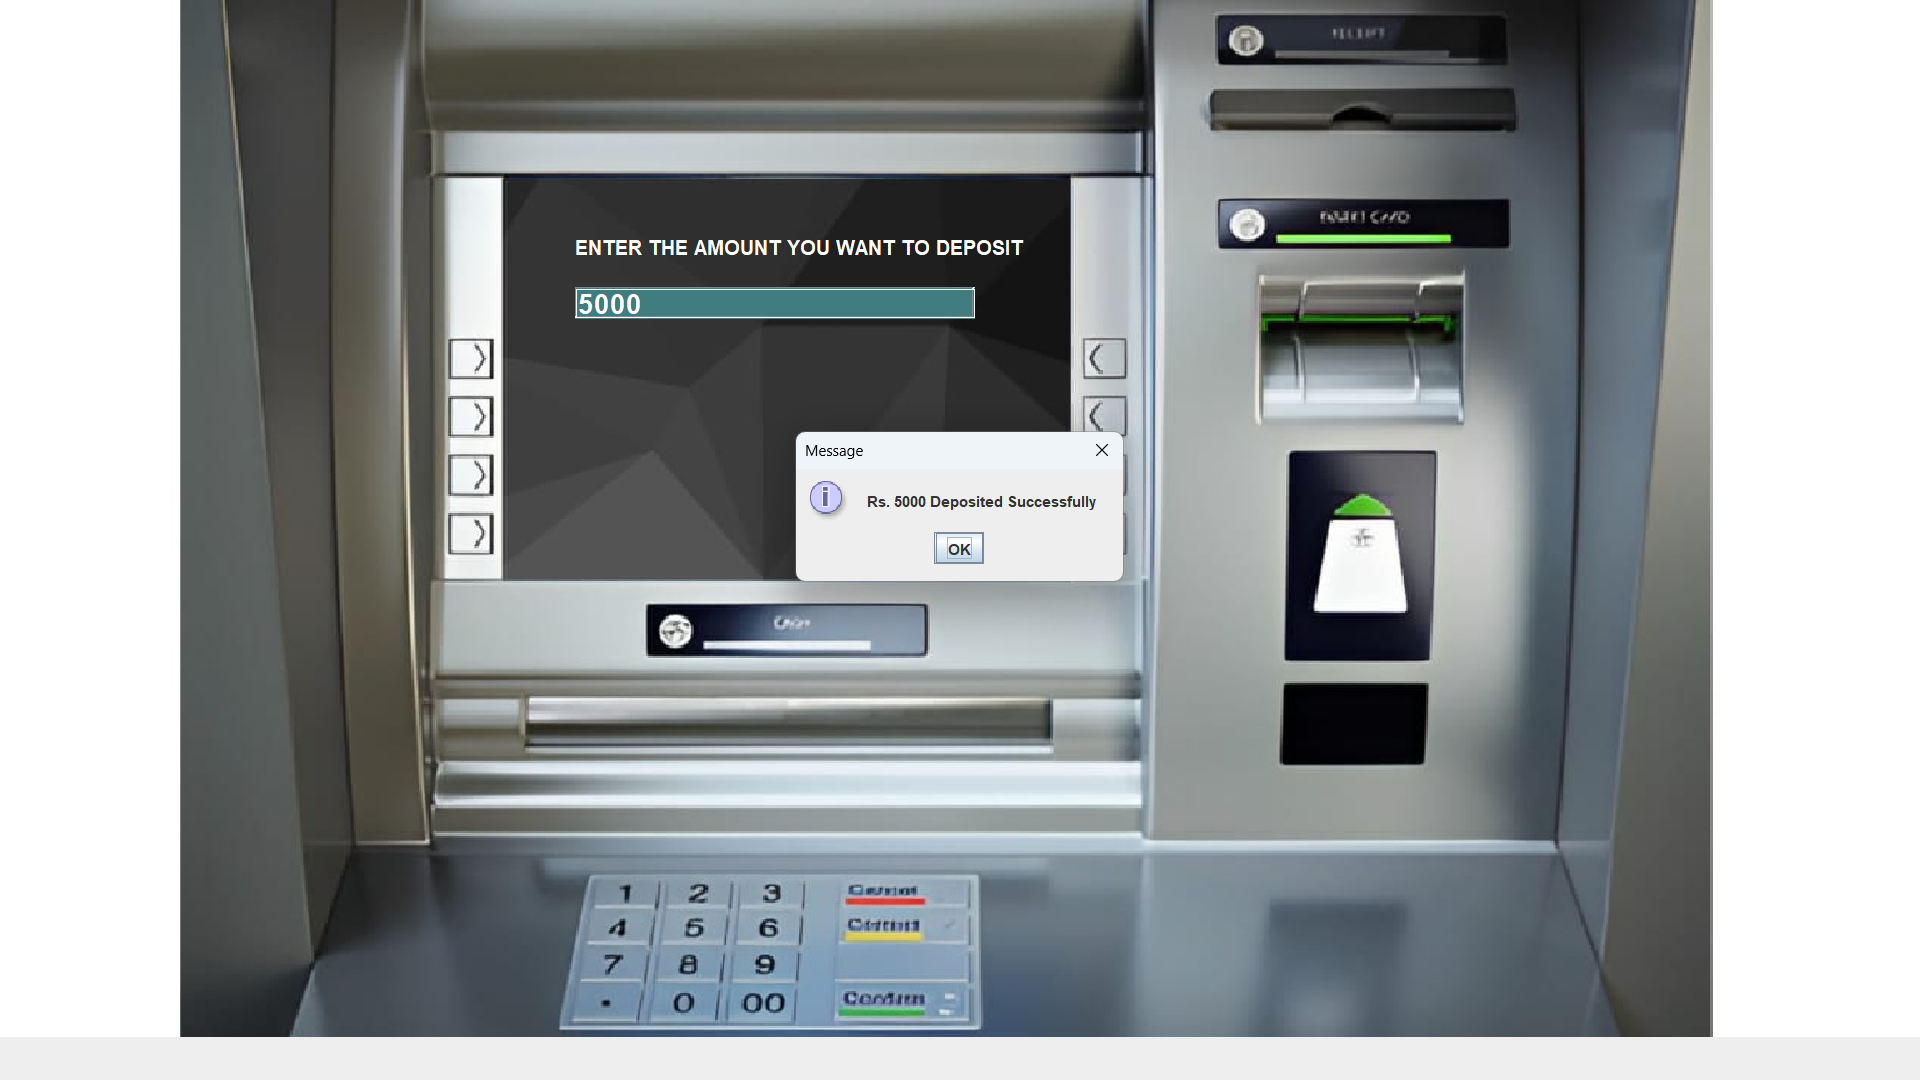 ENTER THE AMOUNT YOU WANT TO DEPOSIT
5000
Message
i
Rs. 5000 Deposited Successfully
OK
1 2 3
4 5 6
7 8 9
. 0 00